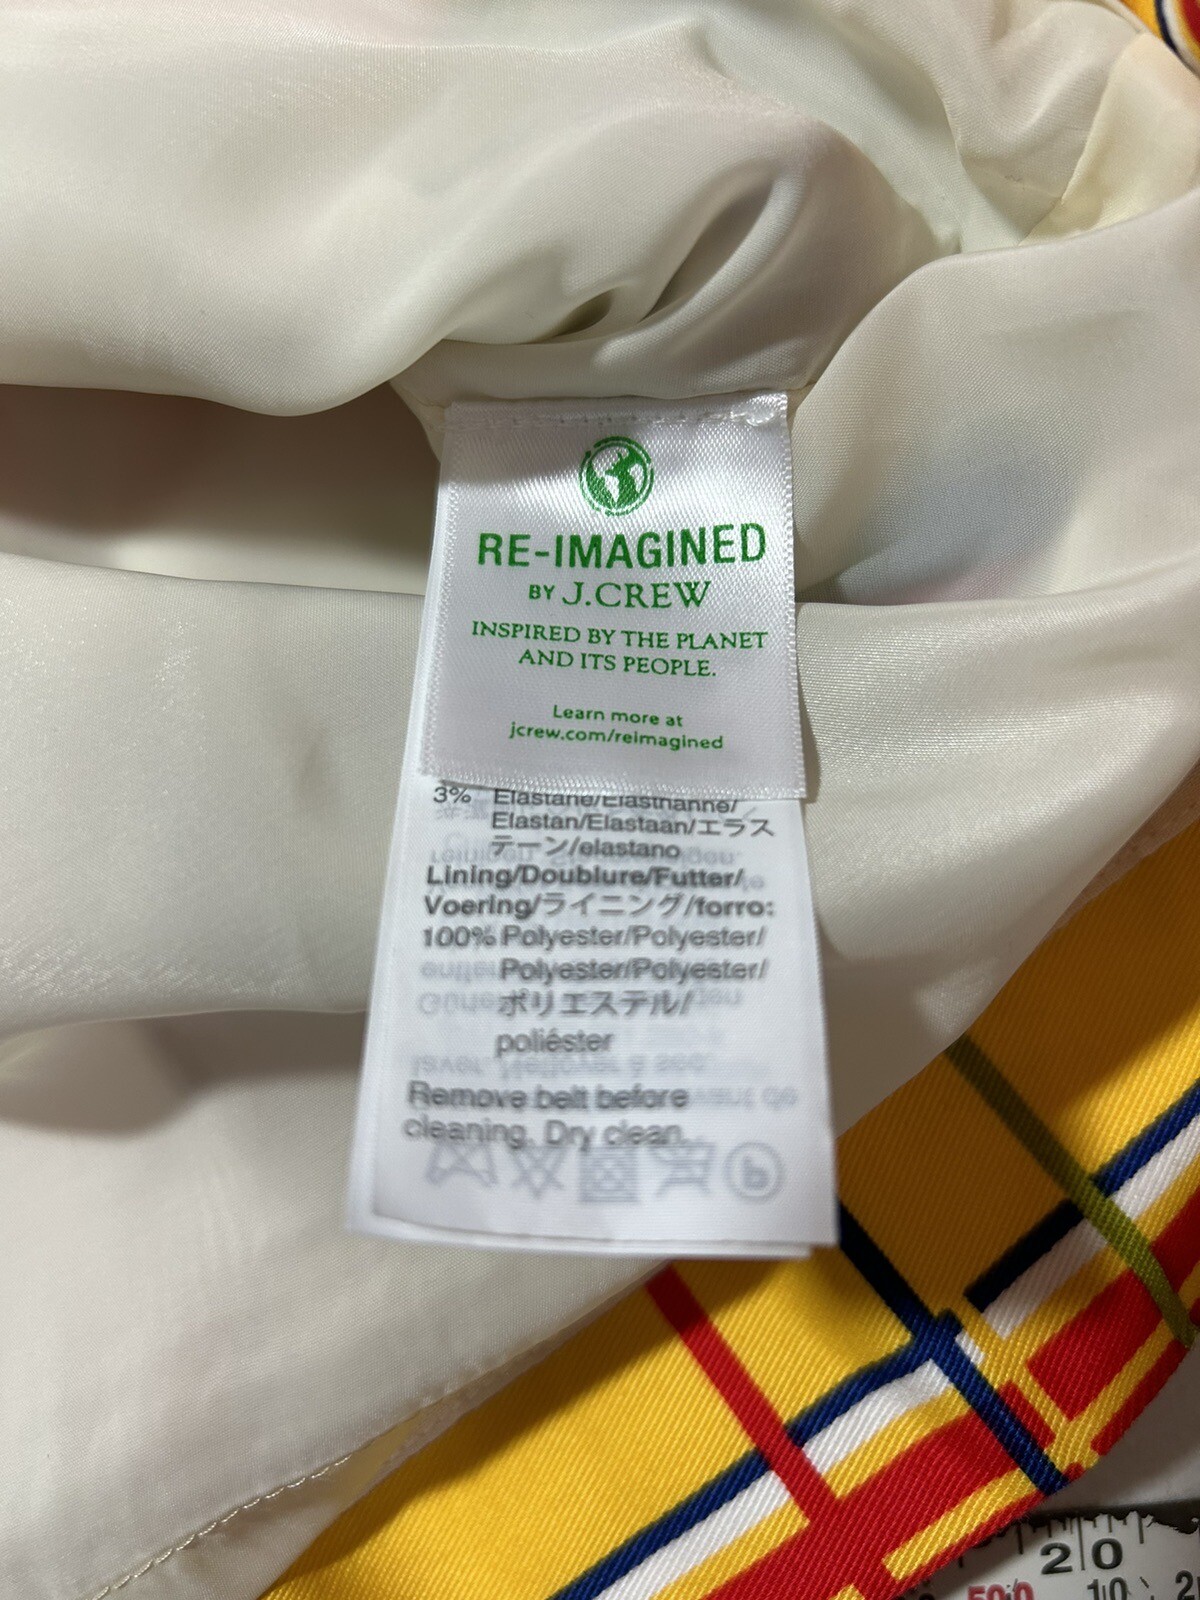 RE-IMAGINED
BY J.CREW
INSPIRED BY THE PLANET
AND ITS PEOPLE.
Learn more at
jcrew.com/reimagined
3% Elastane/Elasthanne/
Elastan/Elastaan/エラス
テーン/elastano
Lining/Doublure/Futter/
Voering/ライニング/forro:
100% Polyester/Polyester/
Polyester/Polyester/
ポリエステル/
poliéster
Remove belt before
cleaning. Dry clean.
20
500 10 2